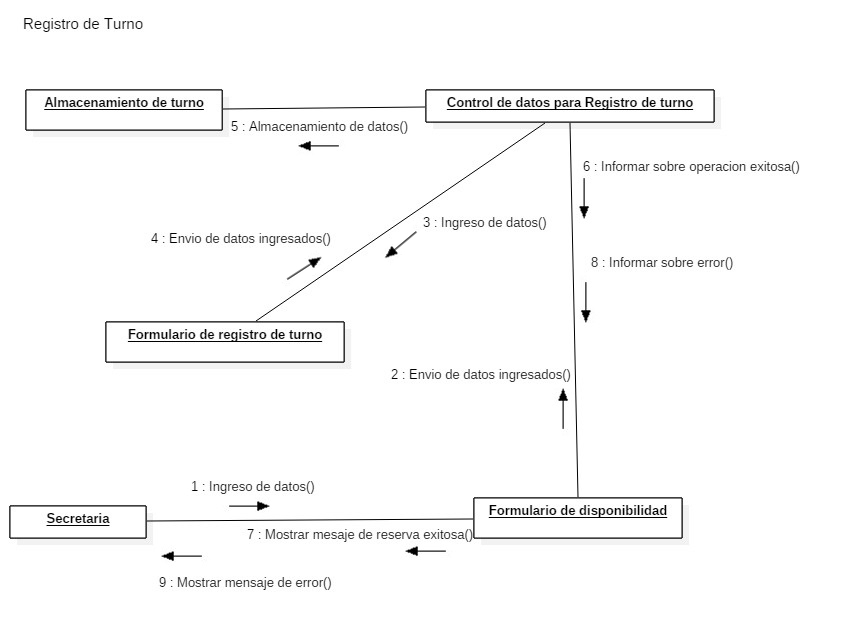 Registro de Turno
Almacenamiento de turno
Control de datos para Registro de turno
5 : Almacenamiento de datos()
6 : Informar sobre operacion exitosa()
3 : Ingreso de datos()
4 : Envio de datos ingresados()
8 : Informar sobre error()
Formulario de registro de turno
2 : Envio de datos ingresados()
1 : Ingreso de datos()
Secretaria
Formulario de disponibilidad
7 : Mostrar mesaje de reserva exitosa()
9 : Mostrar mensaje de error()